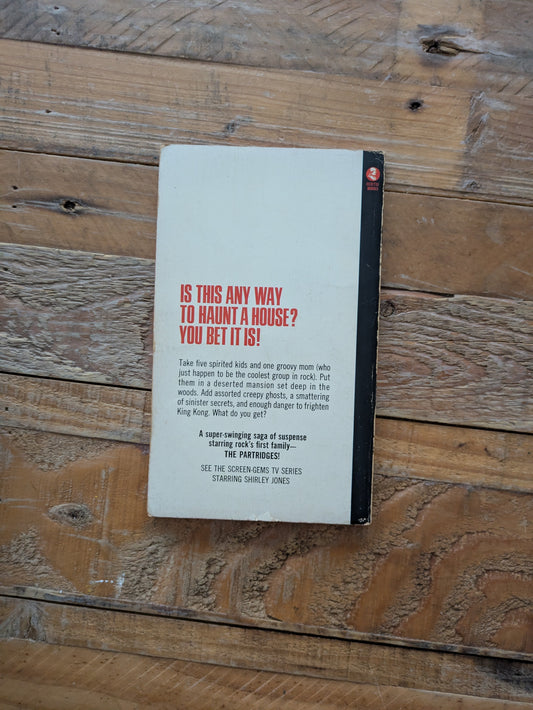 IS THIS ANY WAY
TO HAUNT A HOUSE?
YOU BET IT IS!
Take five spirited kids and one groovy mom (who
just happen to be the coolest group in rock). Put
them in a deserted mansion set deep in the
woods. Add assorted creepy ghosts, a smattering
of sinister secrets, and enough danger to frighten
King Kong. What do you get?
A super-swinging saga of suspense
starring rock's first family—
THE PARTRIDGES!
SEE THE SCREEN-GEMS TV SERIES
STARRING SHIRLEY JONES